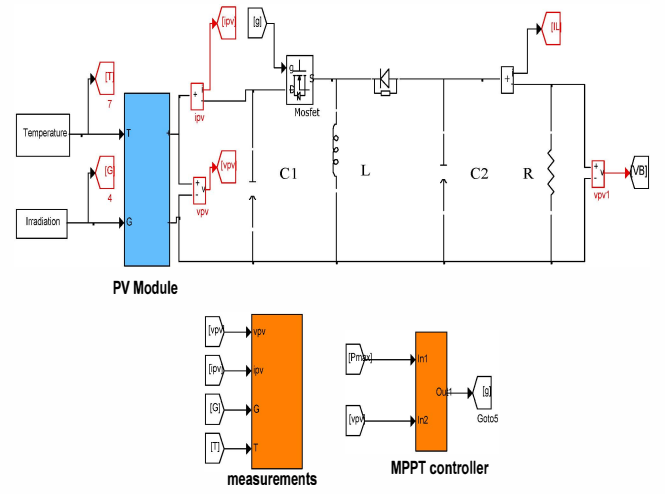 [ipv]
[g]
[IL]
[T]
7
g
S
D
Mosfet
+
ipv
+
Temperature
T
C1
L
C2
R
[G]
4
[vpv]
+
-
v
vpv
+
-
v
vpv1
[VB]
Irradiation
G
PV Module
[vpv]
vpv
[ipv]
ipv
[G]
G
[T]
T
measurements
[Pmax]
In1
Out1
[g]
Goto5
[vpv]
In2
MPPT controller